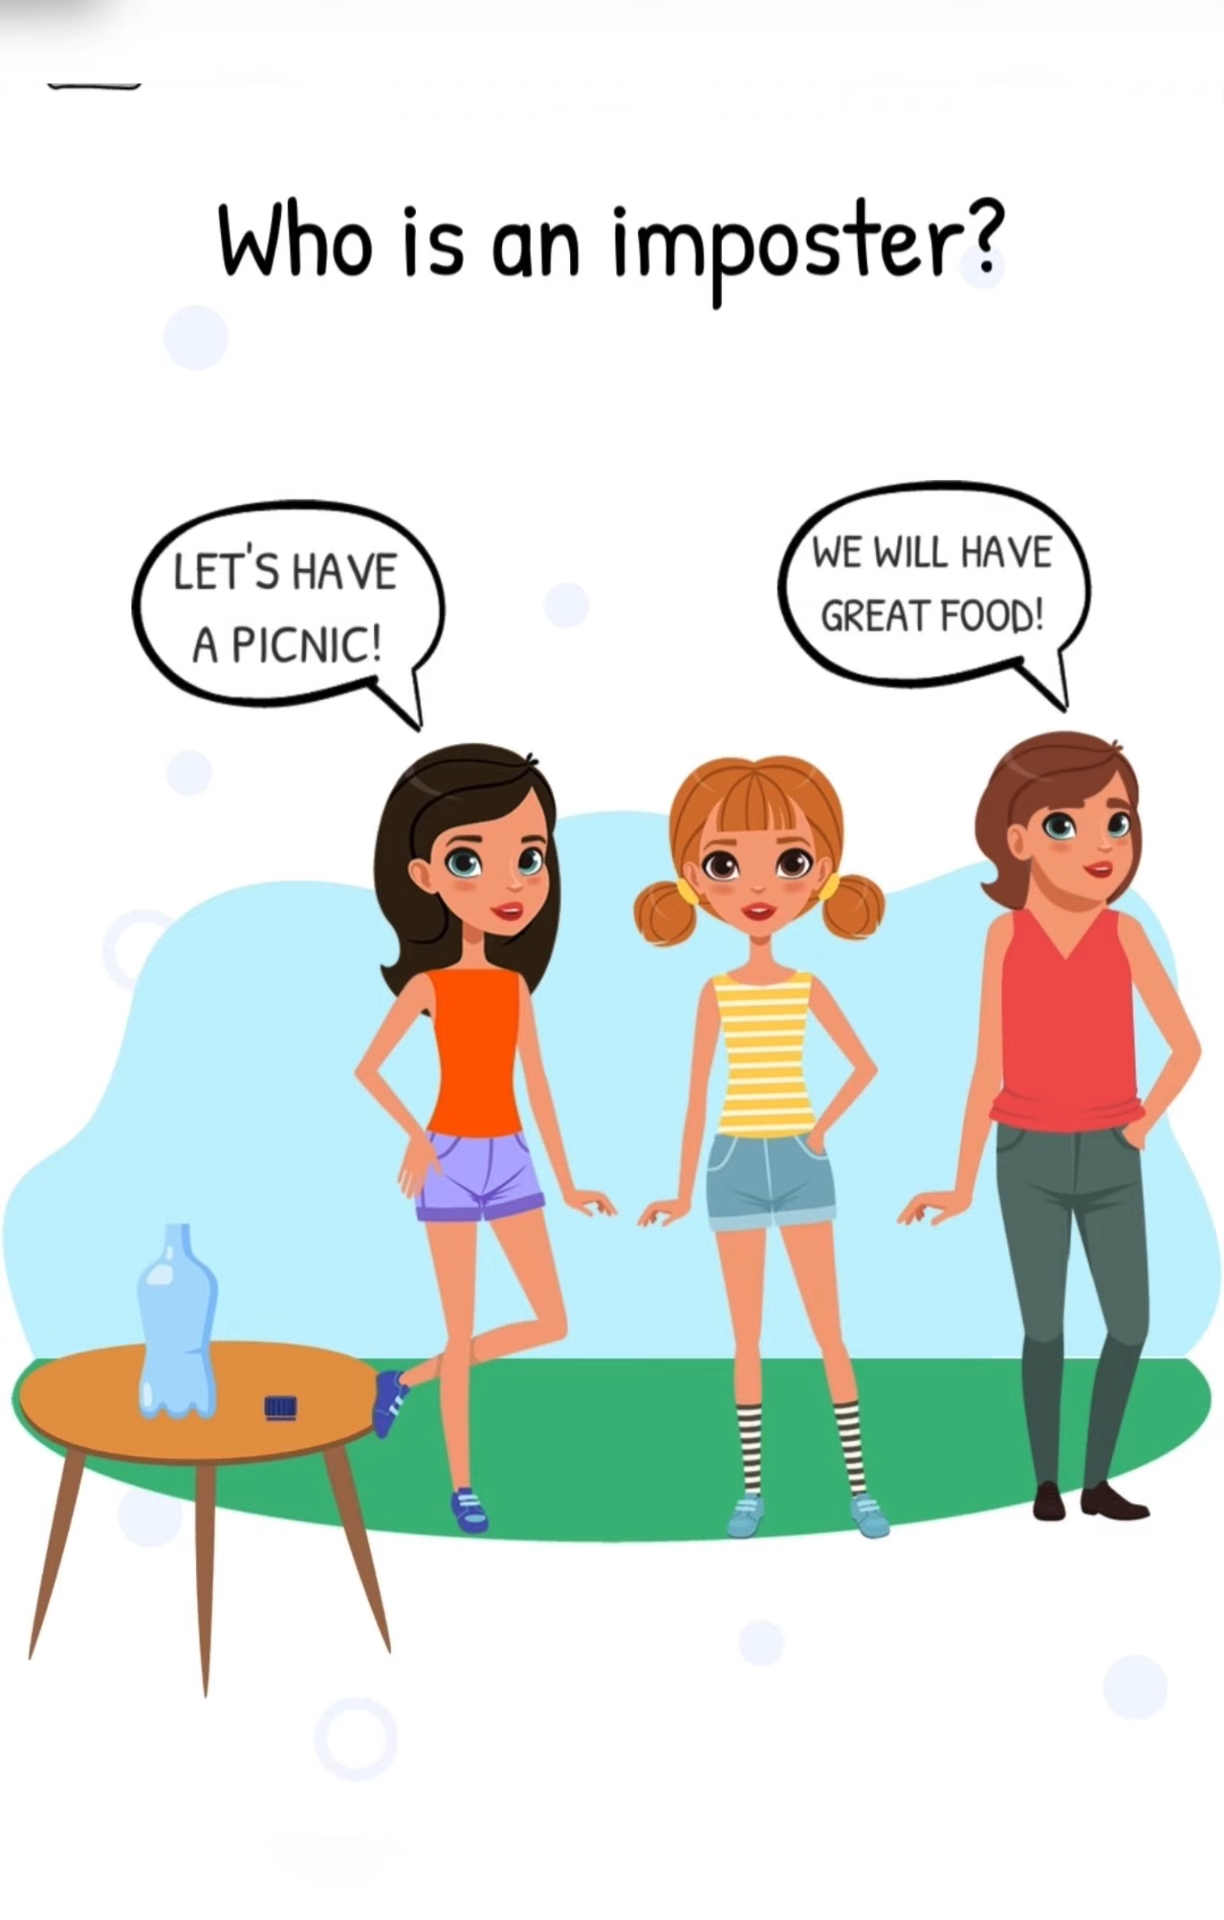 Who is an imposter?
LET'S HAVE
A PICNIC!
WE WILL HAVE
GREAT FOOD!